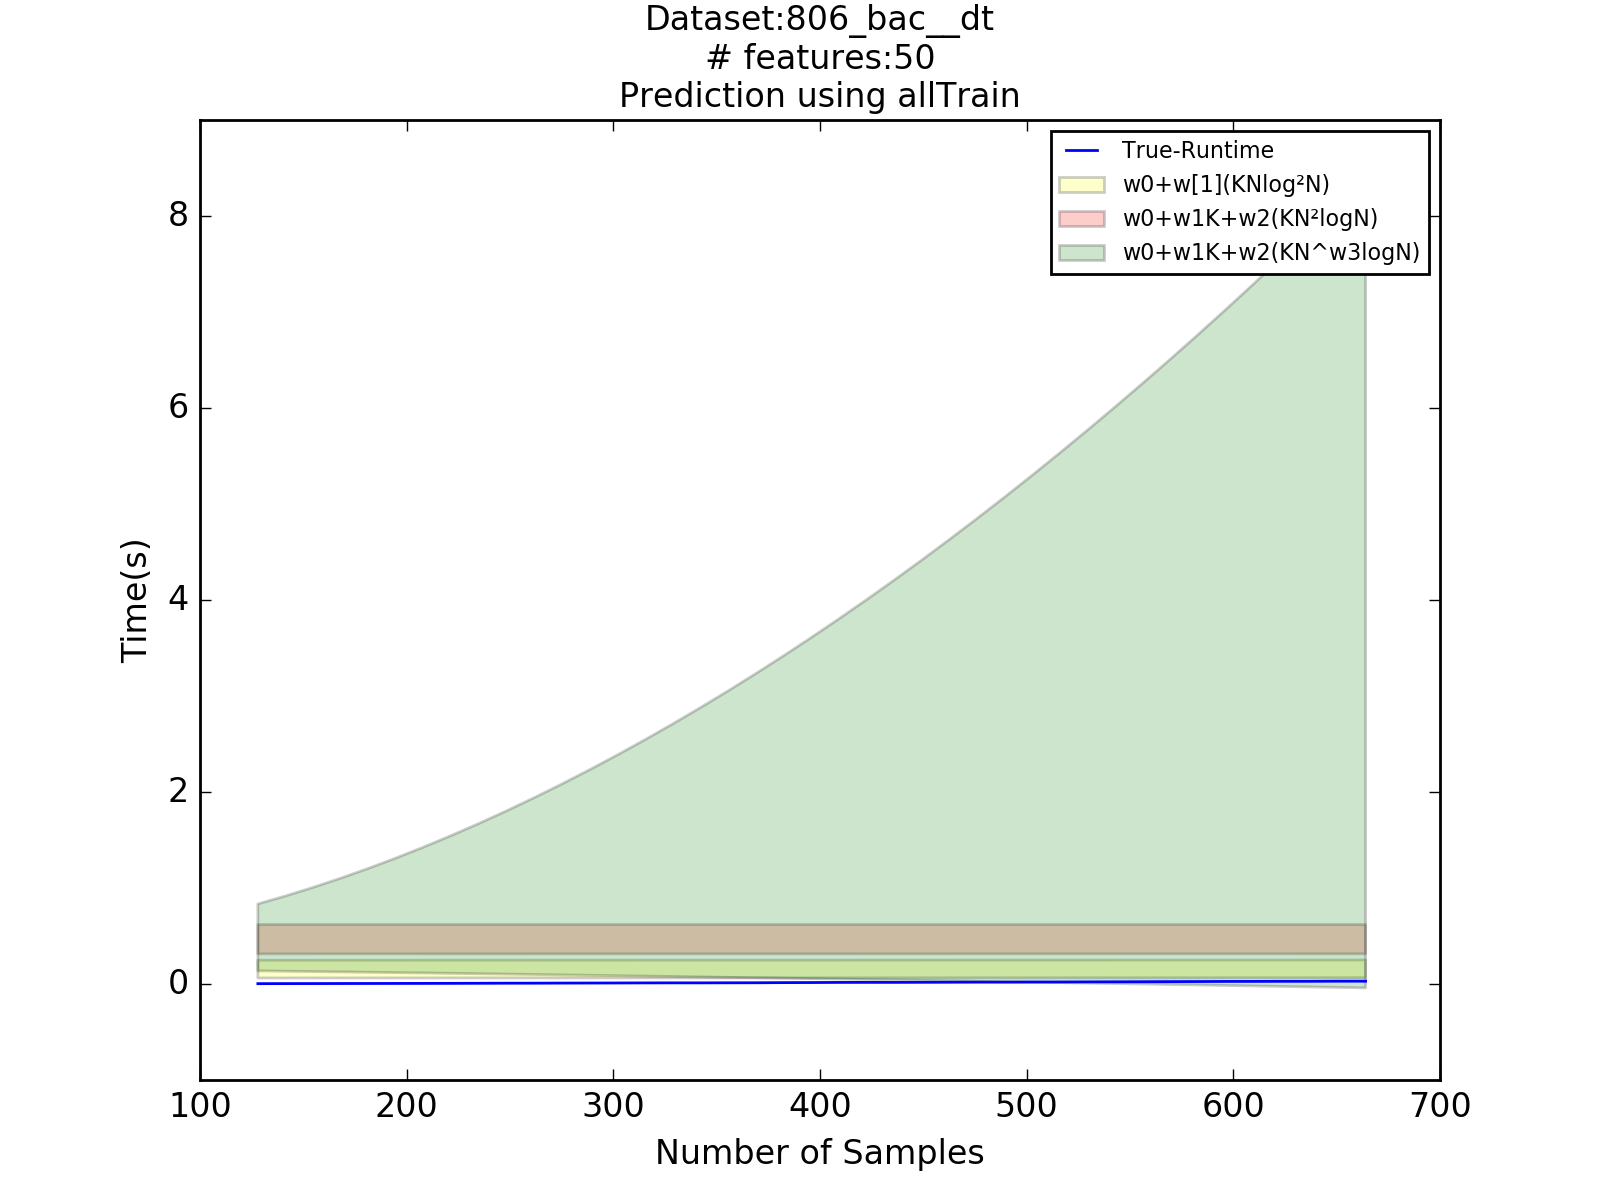 Dataset:806_bac__dt
# features:50
Prediction using allTrain
True-Runtime
w0+w[1](KNlog²N)
w0+w1K+w2(KN²logN)
w0+w1K+w2(KN^w3logN)
8
6
4
2
0
Time(s)
100 200 300 400 500 600 700
Number of Samples